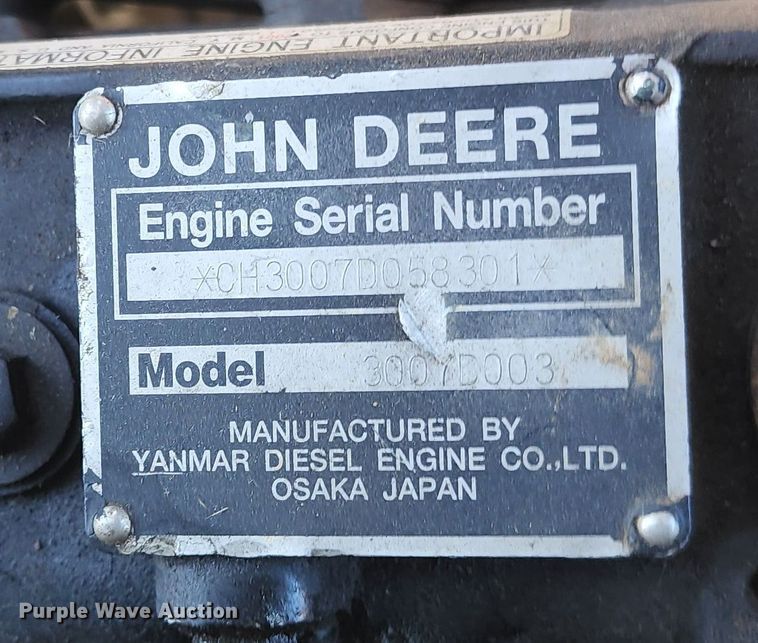 IMPORTANT ENGINE INFORMAT
JOHN DEERE
Engine Serial Number
*CH3007D058301*
Model 3007D003
MANUFACTURED BY
YANMAR DIESEL ENGINE CO.,LTD.
OSAKA JAPAN
Purple Wave Auction